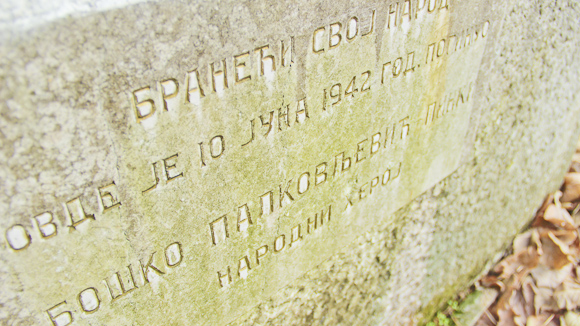 БРАНЕЋИ СВОЈ НАРОД
ОВДЕ ЈЕ 10 ЈУНА 1942 ГОД. ПОГИНУО
БОШКО ПАЛКОВЉЕВИЋ-ПИНКИ
НАРОДНИ ХЕРОЈ